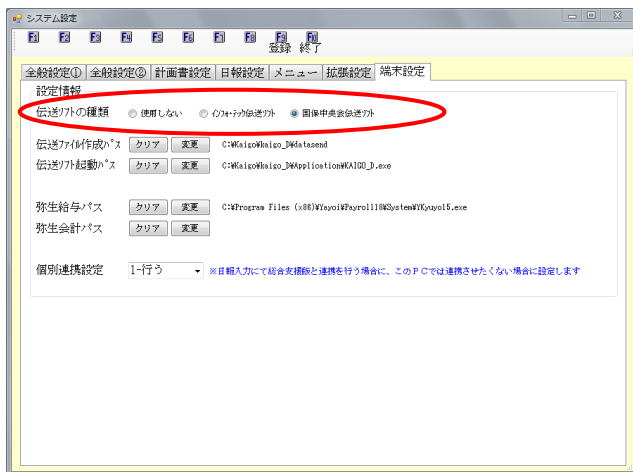 システム設定
F1 F2 F3 F4 F5 F6 F7 F8 F9 F10
登録 終了
全般設定① 全般設定② 計画書設定 日報設定 メニュー 拡張設定 端末設定
設定情報
伝送ソフトの種類 使用しない インフォ・テック伝送ソフト 国保中央会伝送ソフト
伝送ファイル作成パス クリア 変更 C:¥Kaigo¥kaigo_D¥datasend
伝送ソフト起動パス クリア 変更 C:¥Kaigo¥kaigo_D¥Application¥KAIGO_D.exe
弥生給与パス クリア 変更 C:¥Program Files (x86)¥Yayoi¥Payroll18¥System¥YKyuyo15.exe
弥生会計パス クリア 変更
個別連携設定 1-行う ※日報入力にて総合支援版と連携を行う場合に、このPCでは連携させたくない場合に設定します